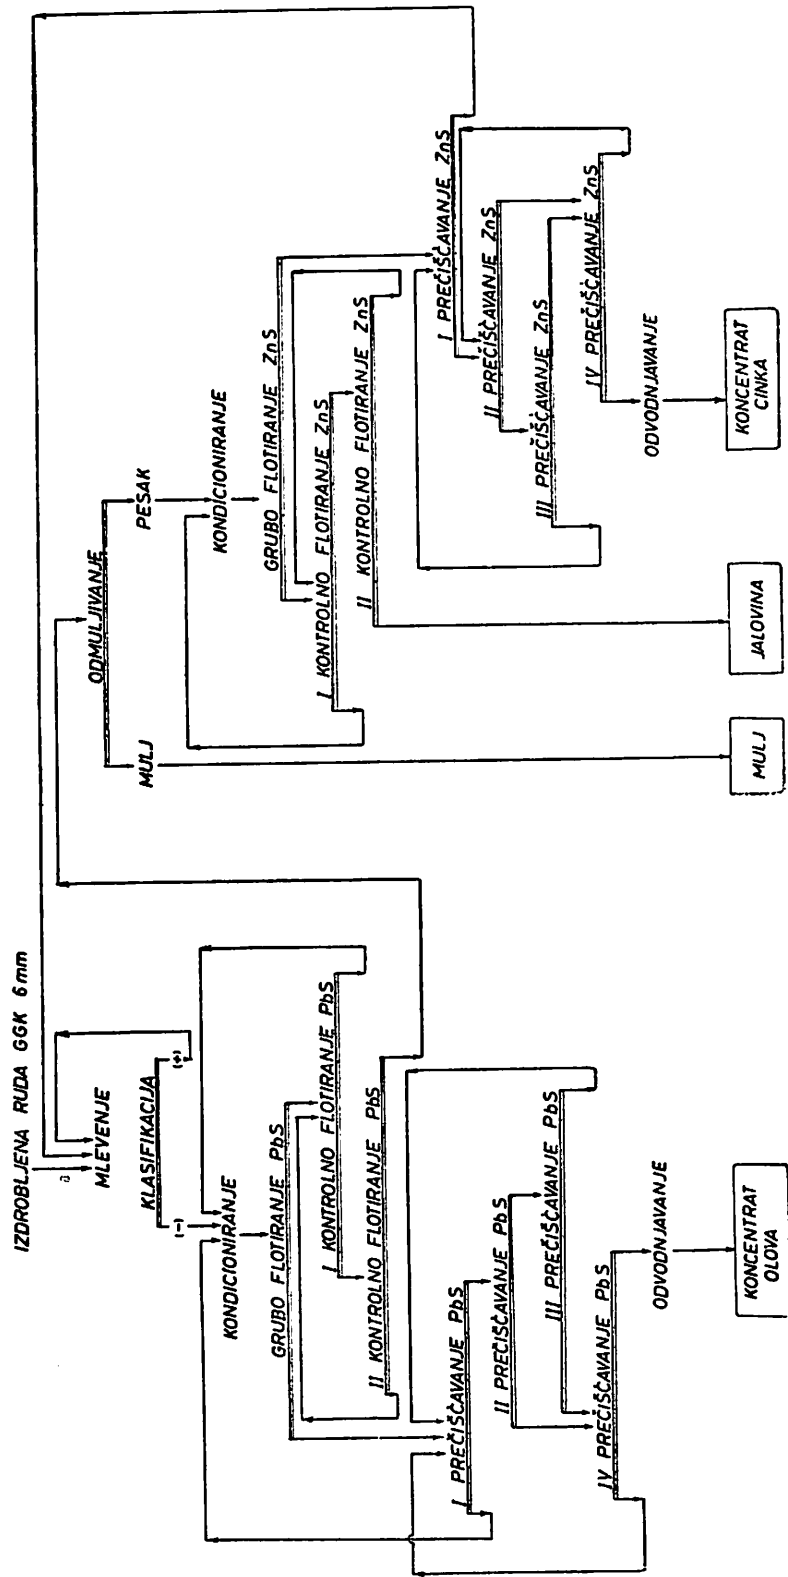 IZDROBLJENA RUDA GGK 6mm
MLEVENJE
KLASIFIKACIJA
(-)
(+)
KONDICIONIRANJE
GRUBO FLOTIRANJE PbS
I KONTROLNO FLOTIRANJE PbS
II KONTROLNO FLOTIRANJE PbS
I PREČIŠĆAVANJE PbS
II PREČIŠĆAVANJE PbS
III PREČIŠĆAVANJE PbS
IV PREČIŠĆAVANJE PbS
ODVODNJAVANJE
KONCENTRAT
OLOVA
ODMULJIVANJE
MULJ
PESAK
KONDICIONIRANJE
GRUBO FLOTIRANJE ZnS
I KONTROLNO FLOTIRANJE ZnS
II KONTROLNO FLOTIRANJE ZnS
I PREČIŠĆAVANJE ZnS
II PREČIŠĆAVANJE ZnS
III PREČIŠĆAVANJE ZnS
IV PREČIŠĆAVANJE ZnS
ODVODNJAVANJE
MULJ
JALOVINA
KONCENTRAT
CINKA